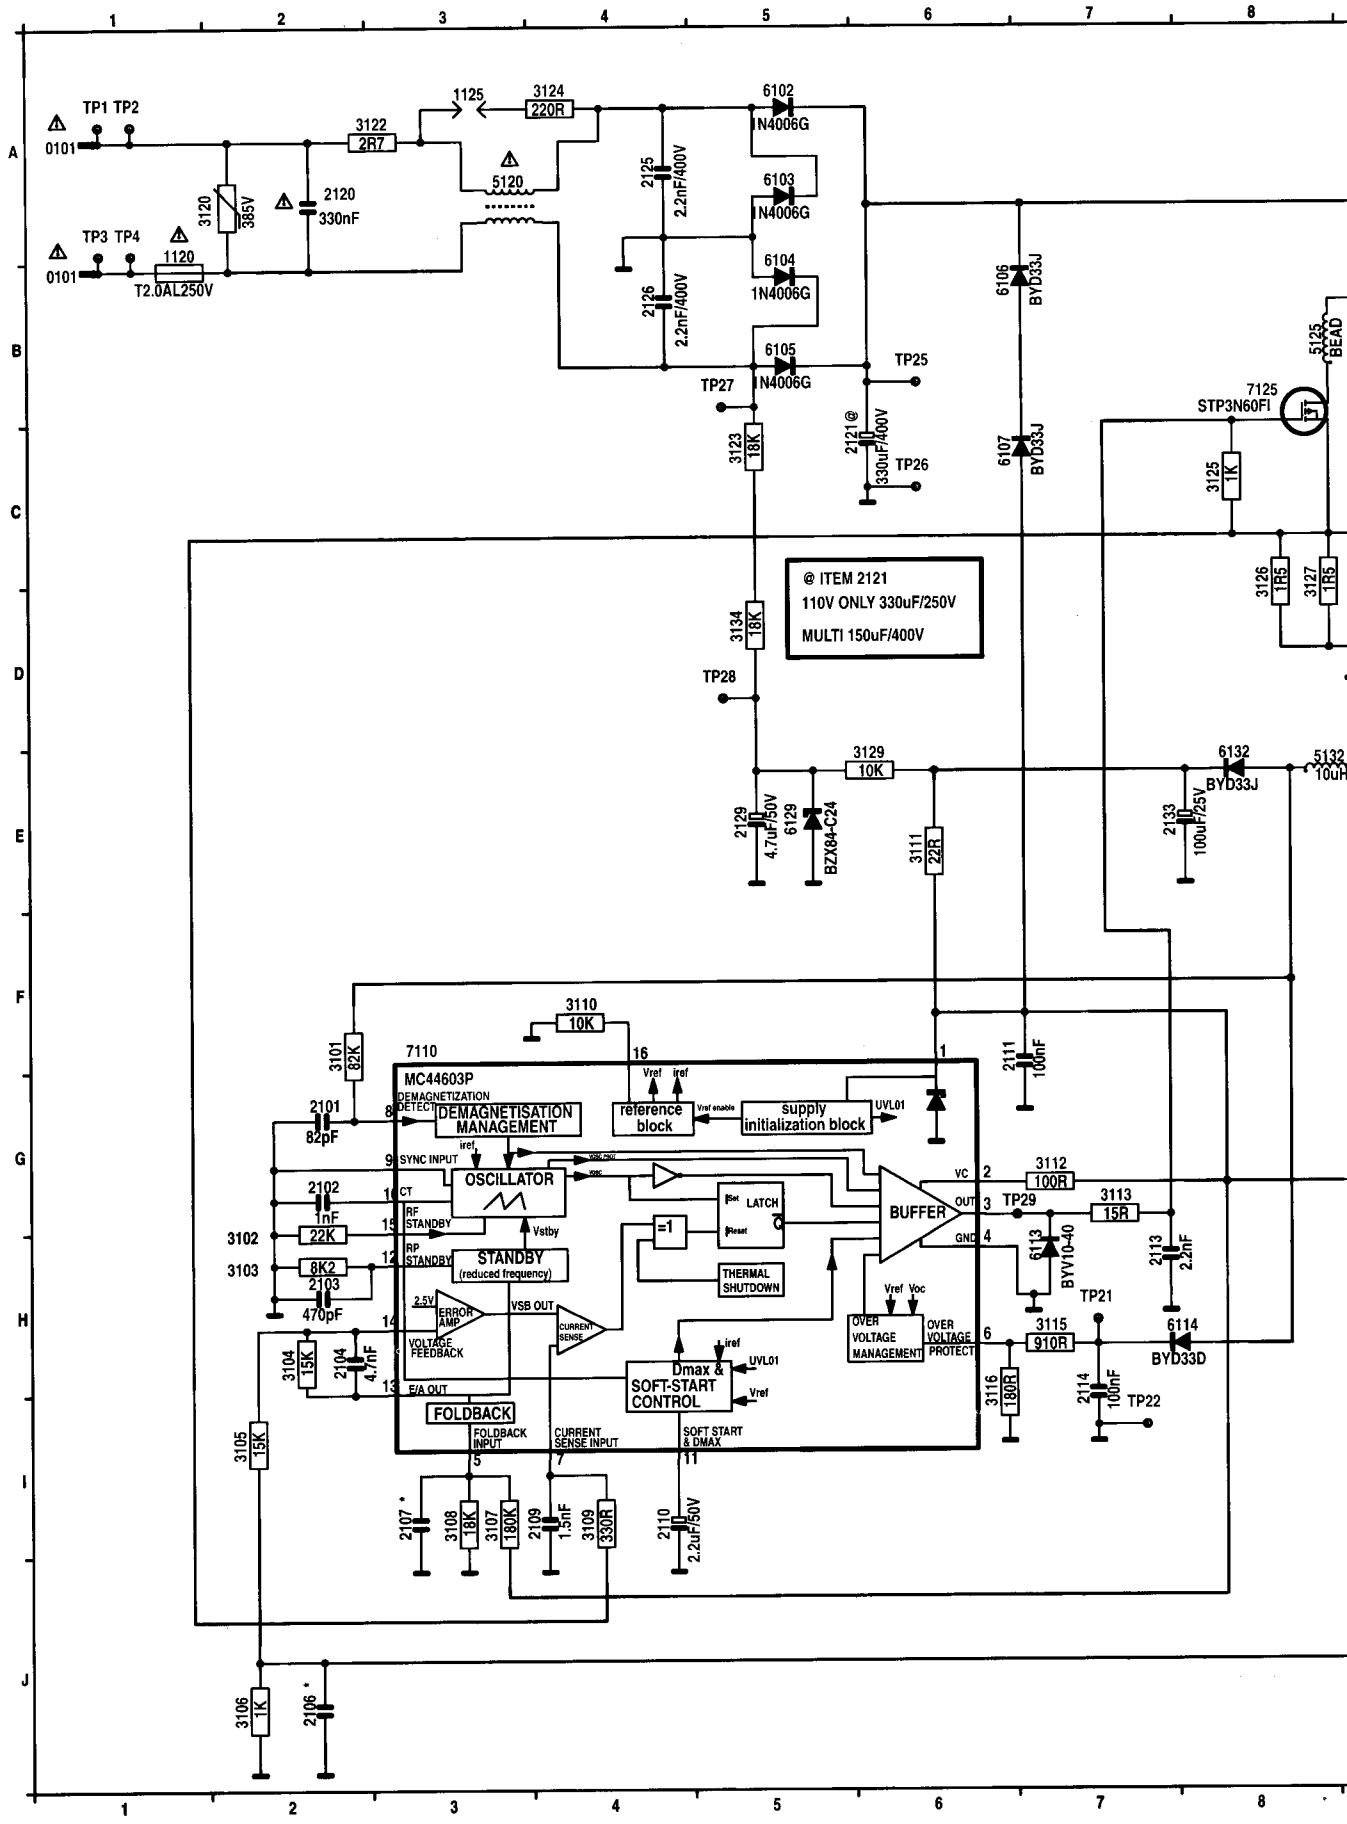 1 2 3 4 5 6 7 8
A
B
C
D
E
F
G
H
I
J
TP1 TP2
0101
3122
2R7
1125
3124
220R
6102
1N4006G
5120
2125
2.2nF/400V
6103
1N4006G
3120
385V
2120
330nF
TP3 TP4
0101
1120
T2.0AL250V
6104
1N4006G
2126
2.2nF/400V
6105
1N4006G
6106
BYD33J
5125
BEAD
TP25
TP27
7125
STP3N60FI
3123
18K
2121@
330uF/400V
TP26
6107
BYD33J
3125
1K
3126
1R5
3127
1R5
@ ITEM 2121
110V ONLY 330uF/250V
MULTI 150uF/400V
3134
18K
TP28
3129
10K
6132
BYD33J
5132
10uH
2129
4.7uF/50V
6129
BZX84-C24
3111
22R
2133
100uF/25V
3110
10K
3101
82K
7110
16
1
2111
100nF
MC44603P
DEMAGNETIZATION
DETECT
8
DEMAGNETISATION
MANAGEMENT
Vref iref
reference
block
Vref enable
supply
initialization block
UVL01
2101
82pF
9
SYNC INPUT
iref
OSCILLATOR
VOSC PROT
VOSC
2102
1nF
16
CT
3102
22K
15
RF
STANDBY
Vstby
Set
LATCH
Q
Reset
=1
BUFFER
VC
2
3112
100R
OUT
3
TP29
3113
15R
GND
4
6113
BYV10-40
2113
2.2nF
3103
8K2
12
RP
STANDBY
STANDBY
(reduced frequency)
THERMAL
SHUTDOWN
2103
470pF
2.5V
ERROR
AMP
VSB OUT
CURRENT
SENSE
Vref Voc
OVER
VOLTAGE
MANAGEMENT
OVER
VOLTAGE
PROTECT
6
3115
910R
TP21
6114
BYD33D
14
VOLTAGE
FEEDBACK
3104
15K
2104
4.7nF
iref
UVL01
Vref
Dmax &
SOFT-START
CONTROL
3116
180R
2114
100nF
TP22
13
E/A OUT
FOLDBACK
FOLDBACK
INPUT
5
CURRENT
SENSE INPUT
7
SOFT START
& DMAX
11
3105
15K
2107 *
3108
18K
3107
180K
2109
1.5nF
3109
330R
2110
2.2uF/50V
3106
1K
2106 *
1 2 3 4 5 6 7 8